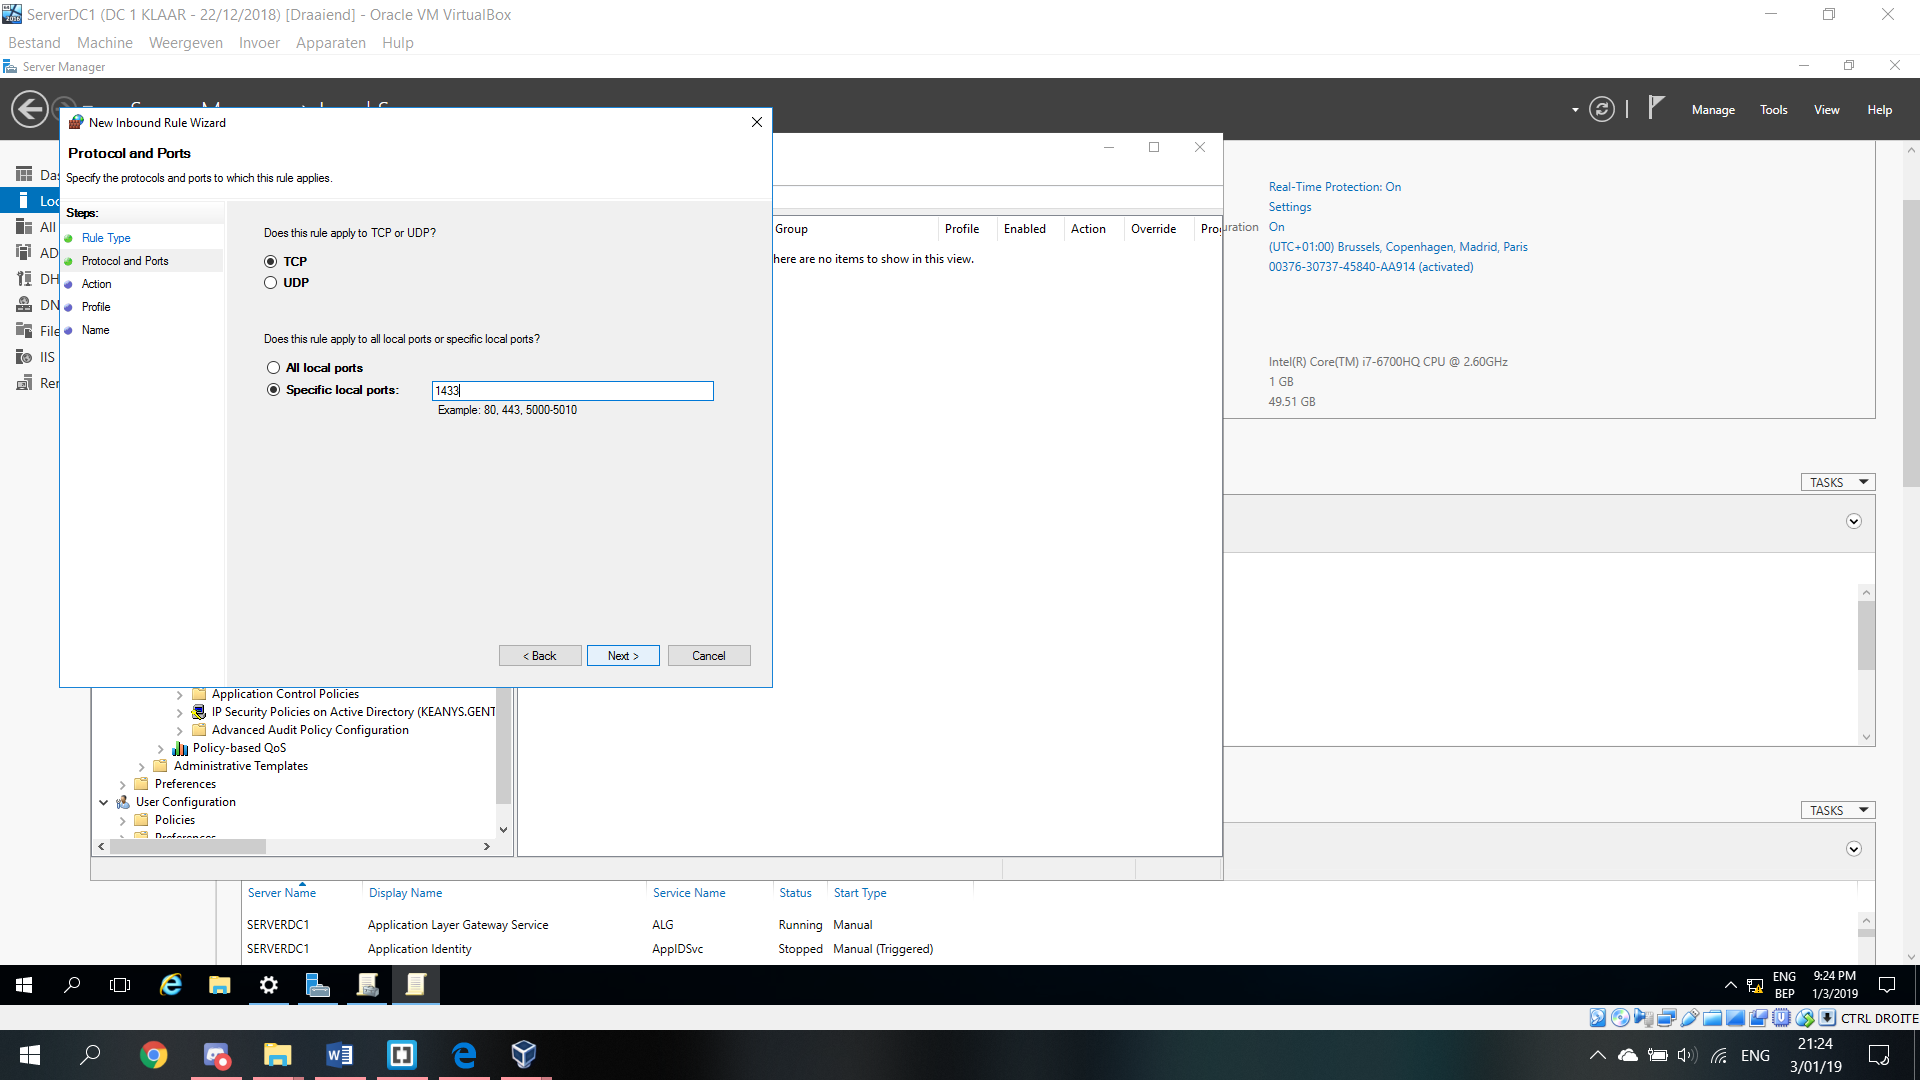 ServerDC1 (DC 1 KLAAR - 22/12/2018) [Draaiend] - Oracle VM VirtualBox
Bestand Machine Weergeven Invoer Apparaten Hulp
Server Manager
Manage Tools View Help
New Inbound Rule Wizard
Protocol and Ports
Specify the protocols and ports to which this rule applies.
Steps:
Rule Type
Protocol and Ports
Action
Profile
Name
Does this rule apply to TCP or UDP?
TCP
UDP
Does this rule apply to all local ports or specific local ports?
All local ports
Specific local ports: 1433
Example: 80, 443, 5000-5010
< Back Next > Cancel
Das
Loc
All
AD
DH
DN
File
IIS
Rer
Group Profile Enabled Action Override Prog
here are no items to show in this view.
Real-Time Protection: On
Settings
uration On
(UTC+01:00) Brussels, Copenhagen, Madrid, Paris
00376-30737-45840-AA914 (activated)
Intel(R) Core(TM) i7-6700HQ CPU @ 2.60GHz
1 GB
49.51 GB
TASKS
Application Control Policies
IP Security Policies on Active Directory (KEANYS.GENT
Advanced Audit Policy Configuration
Policy-based QoS
Administrative Templates
Preferences
User Configuration
Policies
Preferences
TASKS
Server Name Display Name Service Name Status Start Type
SERVERDC1 Application Layer Gateway Service ALG Running Manual
SERVERDC1 Application Identity AppIDSvc Stopped Manual (Triggered)
ENG
BEP
9:24 PM
1/3/2019
CTRL DROITE
ENG
21:24
3/01/19